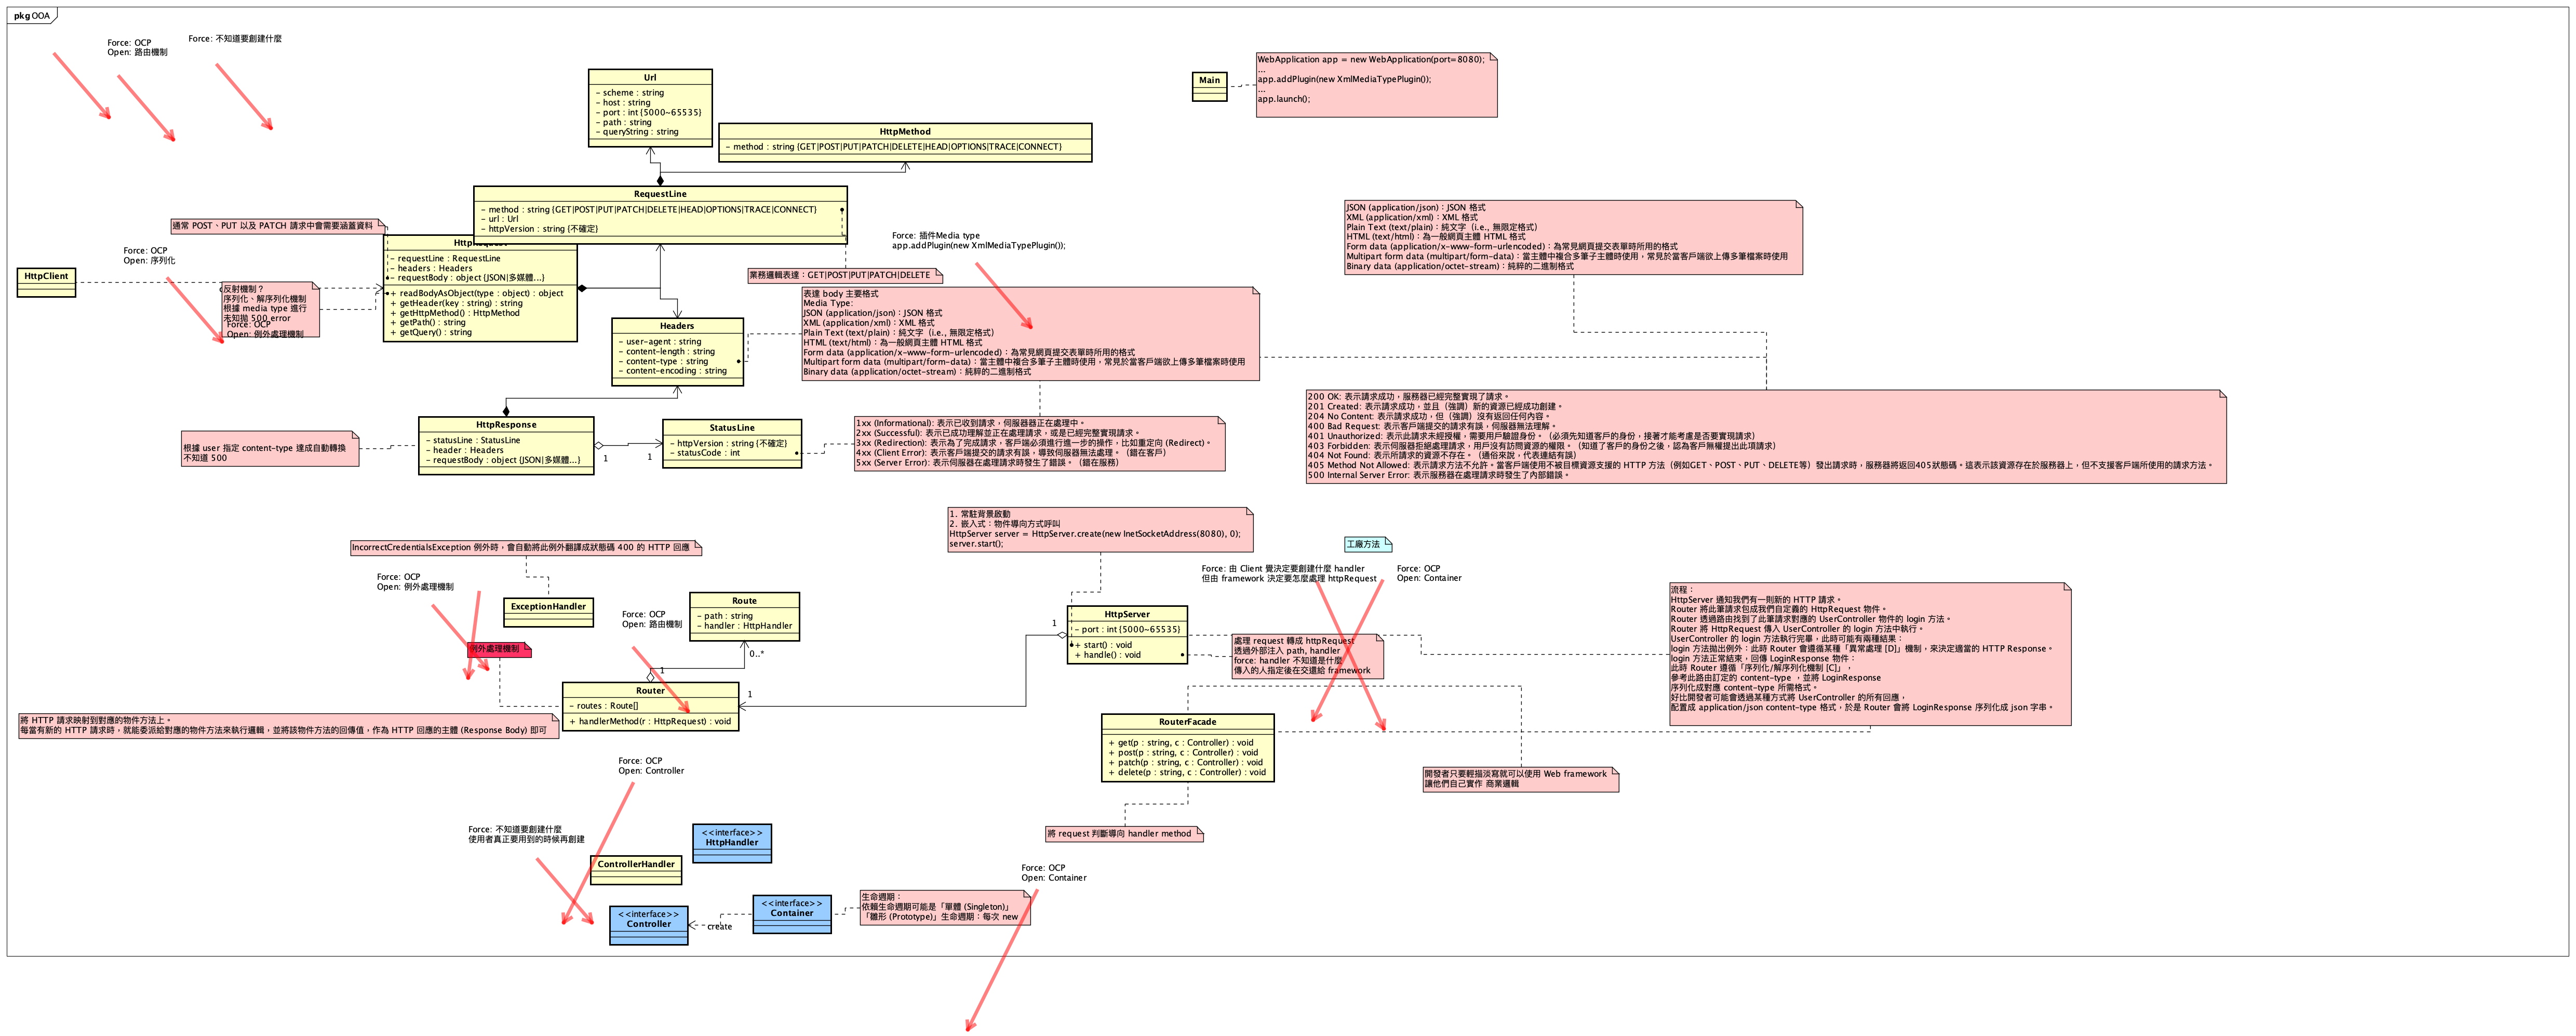 pkg OOA
Force: OCP
Open: 路由機制
Force: 不知道要創建什麼
Url
- scheme : string
- host : string
- port : int {5000~65535}
- path : string
- queryString : string
HttpMethod
- method : string {GET|POST|PUT|PATCH|DELETE|HEAD|OPTIONS|TRACE|CONNECT}
Main
WebApplication app = new WebApplication(port=8080);
...
app.addPlugin(new XmlMediaTypePlugin());
...
app.launch();
RequestLine
- method : string {GET|POST|PUT|PATCH|DELETE|HEAD|OPTIONS|TRACE|CONNECT}
- url : Url
- httpVersion : string {不確定}
通常 POST、PUT 以及 PATCH 請求中會需要涵蓋資料
Force: OCP
Open: 序列化
HttpClient
HttpRequest
- requestLine : RequestLine
- headers : Headers
- requestBody : object {JSON|多媒體...}
+ readBodyAsObject(type : object) : object
+ getHeader(key : string) : string
+ getHttpMethod() : HttpMethod
+ getPath() : string
+ getQuery() : string
反射機制？
序列化、解序列化機制
根據 media type 進行
未知拋 500 error
Force: OCP
Open: 例外處理機制
Force: 插件Media type
app.addPlugin(new XmlMediaTypePlugin());
業務邏輯表達：GET|POST|PUT|PATCH|DELETE
JSON (application/json)：JSON 格式
XML (application/xml)：XML 格式
Plain Text (text/plain)：純文字（i.e., 無限定格式）
HTML (text/html)：為一般網頁主體 HTML 格式
Form data (application/x-www-form-urlencoded)：為常見網頁提交表單時所用的格式
Multipart form data (multipart/form-data)：當主體中複合多筆子主體時使用，常見於當客戶端欲上傳多筆檔案時使用
Binary data (application/octet-stream)：純粹的二進制格式
表達 body 主要格式
Media Type:
JSON (application/json)：JSON 格式
XML (application/xml)：XML 格式
Plain Text (text/plain)：純文字（i.e., 無限定格式）
HTML (text/html)：為一般網頁主體 HTML 格式
Form data (application/x-www-form-urlencoded)：為常見網頁提交表單時所用的格式
Multipart form data (multipart/form-data)：當主體中複合多筆子主體時使用，常見於當客戶端欲上傳多筆檔案時使用
Binary data (application/octet-stream)：純粹的二進制格式
Headers
- user-agent : string
- content-length : string
- content-type : string
- content-encoding : string
200 OK: 表示請求成功，服務器已經完整實現了請求。
201 Created: 表示請求成功，並且（強調）新的資源已經成功創建。
204 No Content: 表示請求成功，但（強調）沒有返回任何內容。
400 Bad Request: 表示客戶端提交的請求有誤，伺服器無法理解。
401 Unauthorized: 表示此請求未經授權，需要用戶驗證身份。（必須先知道客戶的身份，接著才能考慮是否要實現請求）
403 Forbidden: 表示伺服器拒絕處理請求，用戶沒有訪問資源的權限。（知道了客戶的身份之後，認為客戶無權提出此項請求）
404 Not Found: 表示所請求的資源不存在。（通俗來說，代表連結有誤）
405 Method Not Allowed: 表示請求方法不允許。當客戶端使用不被目標資源支援的 HTTP 方法（例如GET、POST、PUT、DELETE等）發出請求時，服務器將返回405狀態碼。這表示該資源存在於服務器上，但不支援客戶端所使用的請求方法。
500 Internal Server Error: 表示服務器在處理請求時發生了內部錯誤。
根據 user 指定 content-type 達成自動轉換
不知道 500
HttpResponse
- statusLine : StatusLine
- header : Headers
- requestBody : object {JSON|多媒體...}
1
1
StatusLine
- httpVersion : string {不確定}
- statusCode : int
1xx (Informational): 表示已收到請求，伺服器器正在處理中。
2xx (Successful): 表示已成功理解並正在處理請求，或是已經完整實現請求。
3xx (Redirection): 表示為了完成請求，客戶端必須進行進一步的操作，比如重定向 (Redirect)。
4xx (Client Error): 表示客戶端提交的請求有誤，導致伺服器無法處理。（錯在客戶）
5xx (Server Error): 表示伺服器在處理請求時發生了錯誤。（錯在服務）
IncorrectCredentialsException 例外時，會自動將此例外翻譯成狀態碼 400 的 HTTP 回應
1. 常駐背景啟動
2. 嵌入式：物件導向方式呼叫
HttpServer server = HttpServer.create(new InetSocketAddress(8080), 0);
server.start();
工廠方法
Force: OCP
Open: 例外處理機制
Force: 由 Client 覺決定要創建什麼 handler
但由 framework 決定要怎麼處理 httpRequest
Force: OCP
Open: Container
ExceptionHandler
Force: OCP
Open: 路由機制
Route
- path : string
- handler : HttpHandler
0..*
1
例外處理機制
HttpServer
- port : int {5000~65535}
+ start() : void
+ handle() : void
1
1
處理 request 轉成 httpRequest
透過外部注入 path, handler
force: handler 不知道是什麼
傳入的人指定後在交還給 framework
流程：
HttpServer 通知我們有一則新的 HTTP 請求。
Router 將此筆請求包成我們自定義的 HttpRequest 物件。
Router 透過路由找到了此筆請求對應的 UserController 物件的 login 方法。
Router 將 HttpRequest 傳入 UserController 的 login 方法中執行。
UserController 的 login 方法執行完畢，此時可能有兩種結果：
login 方法拋出例外：此時 Router 會遵循某種「異常處理 [D]」機制，來決定適當的 HTTP Response。
login 方法正常結束，回傳 LoginResponse 物件：
此時 Router 遵循「序列化/解序列化機制 [C]」，
參考此路由訂定的 content-type ，並將 LoginResponse
序列化成對應 content-type 所需格式。
好比開發者可能會透過某種方式將 UserController 的所有回應，
配置成 application/json content-type 格式，於是 Router 會將 LoginResponse 序列化成 json 字串。
Router
- routes : Route[]
+ handlerMethod(r : HttpRequest) : void
將 HTTP 請求映射到對應的物件方法上。
每當有新的 HTTP 請求時，就能委派給對應的物件方法來執行邏輯，並將該物件方法的回傳值，作為 HTTP 回應的主體 (Response Body) 即可
RouterFacade
+ get(p : string, c : Controller) : void
+ post(p : string, c : Controller) : void
+ patch(p : string, c : Controller) : void
+ delete(p : string, c : Controller) : void
開發者只要輕描淡寫就可以使用 Web framework
讓他們自己實作 商業邏輯
將 request 判斷導向 handler method
Force: OCP
Open: Controller
Force: 不知道要創建什麼
使用者真正要用到的時候再創建
<<interface>>
HttpHandler
ControllerHandler
Force: OCP
Open: Container
<<interface>>
Controller
create
<<interface>>
Container
生命週期：
依賴生命週期可能是「單體 (Singleton)」
「雛形 (Prototype)」生命週期：每次 new